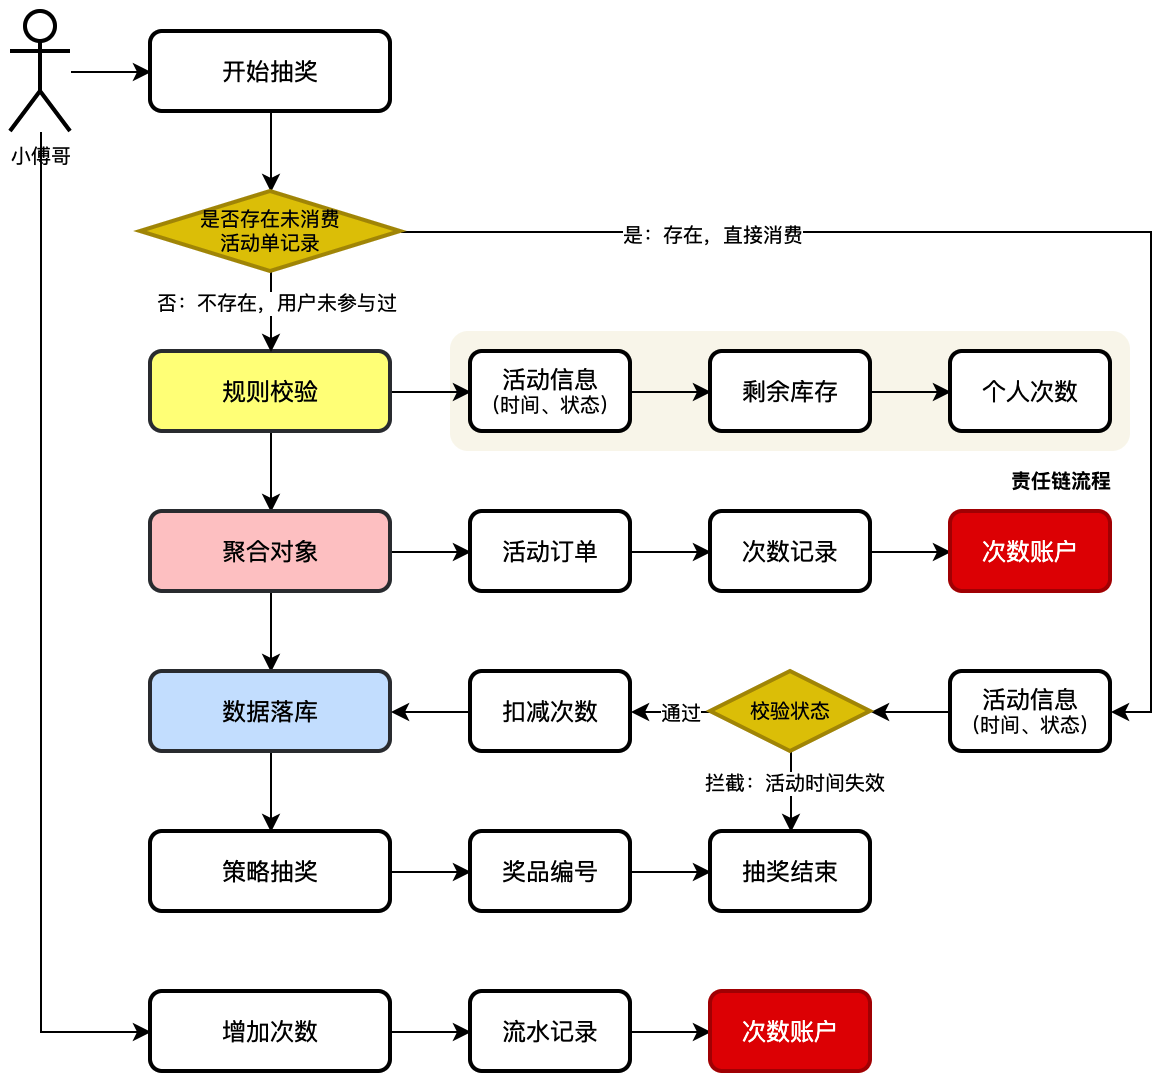 开始抽奖
小傅哥
是否存在未消费
活动单记录
是：存在，直接消费
否：不存在，用户未参与过
规则校验
活动信息
（时间、状态）
剩余库存
个人次数
责任链流程
聚合对象
活动订单
次数记录
次数账户
数据落库
扣减次数
通过
校验状态
活动信息
（时间、状态）
拦截：活动时间失效
策略抽奖
奖品编号
抽奖结束
增加次数
流水记录
次数账户